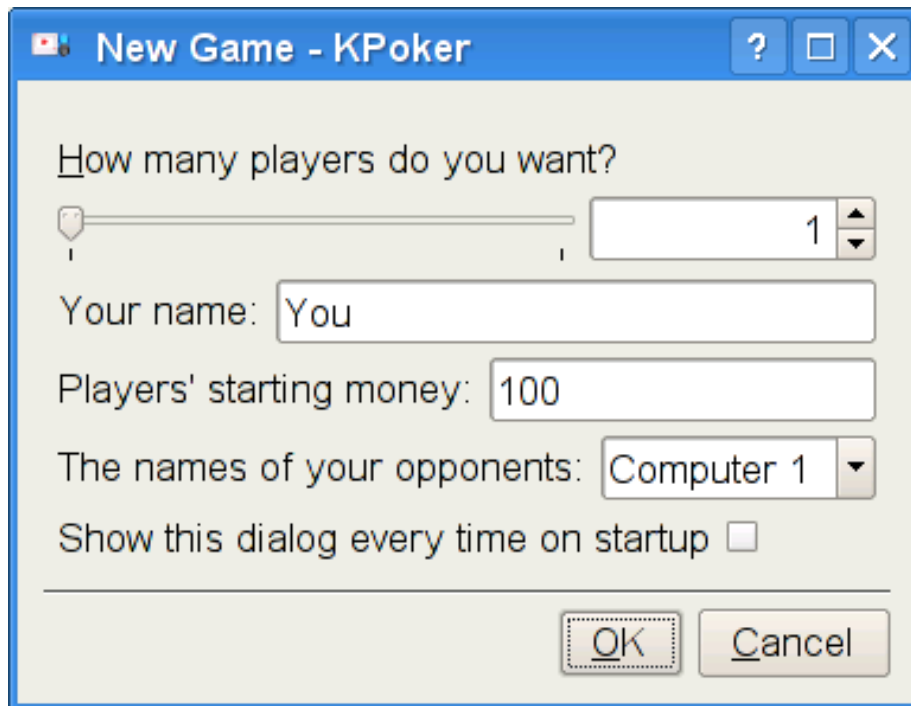 New Game - KPoker ?
How many players do you want?
1
Your name: You
Players' starting money: 100
The names of your opponents: Computer 1
Show this dialog every time on startup
OK Cancel